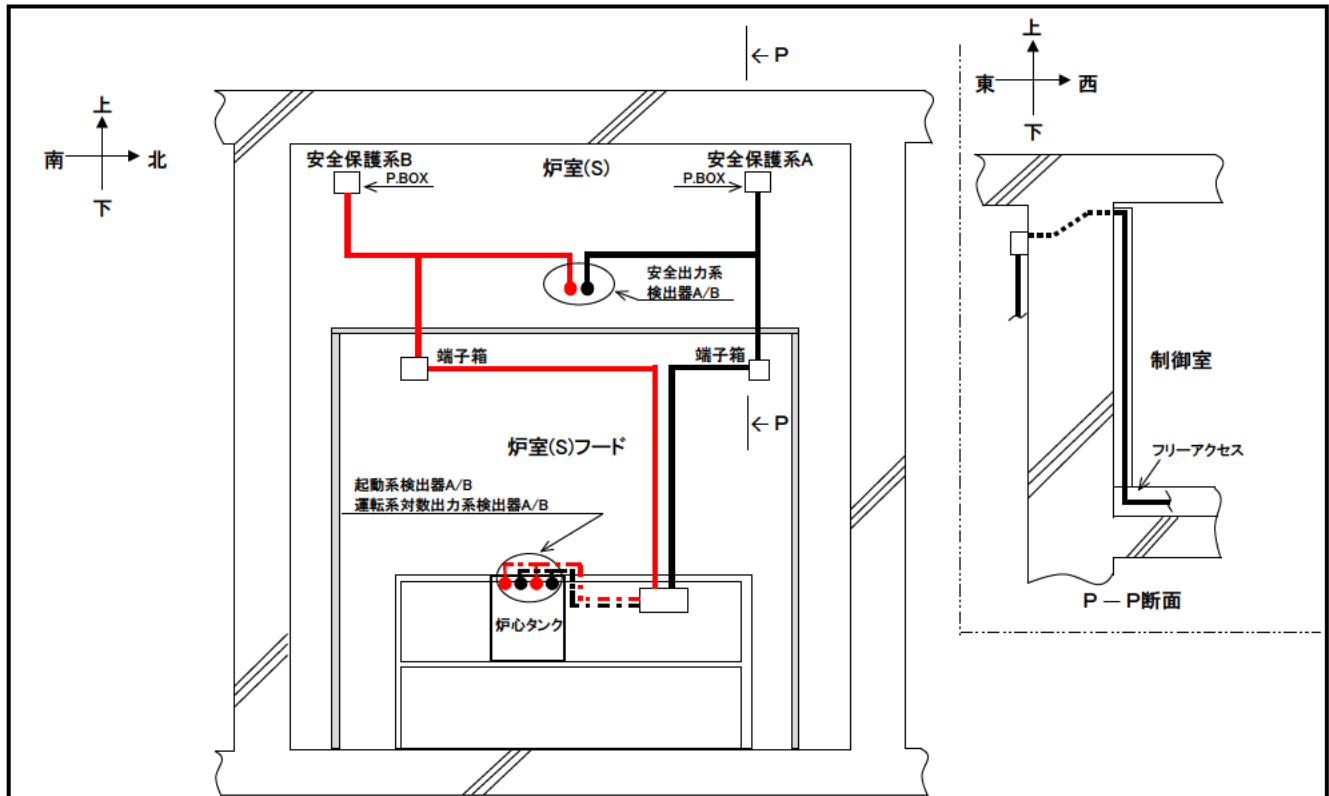 ←P
上
南
北
下
安全保護系B
P.BOX
炉室(S)
安全保護系A
P.BOX
安全出力系
検出器A/B
端子箱
端子箱
←P
炉室(S)フード
起動系検出器A/B
運転系対数出力系検出器A/B
炉心タンク
上
東
西
下
制御室
フリーアクセス
P－P断面